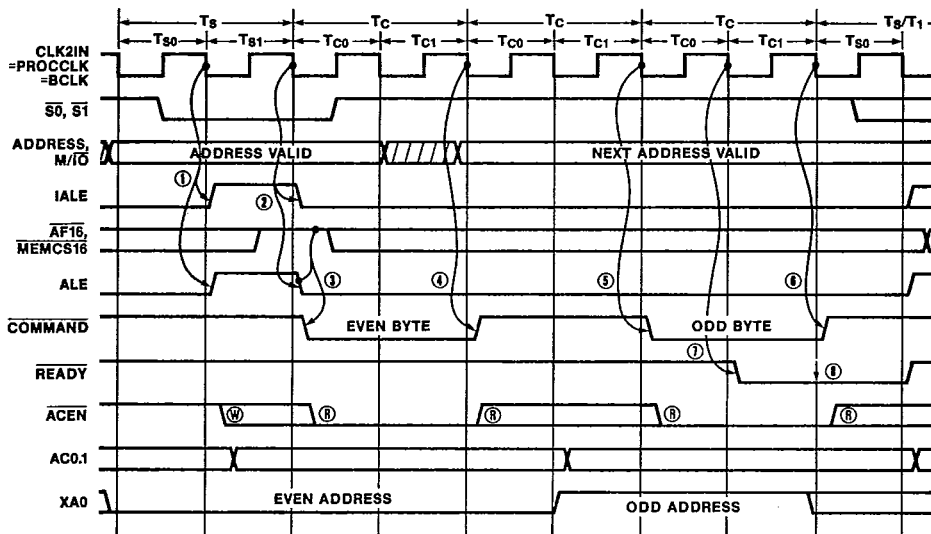 Ts Tc Tc Tc Ts/T1
Ts0 Ts1 Tc0 Tc1 Tc0 Tc1 Tc0 Tc1 Ts0
CLK2IN
=PROCCLK
=BCLK
S0, S1
ADDRESS,
M/IO
ADDRESS VALID NEXT ADDRESS VALID
① IALE ②
AF16,
MEMCS16
ALE ③ ④ ⑤ ⑥
COMMAND EVEN BYTE ODD BYTE
READY ⑦ ⑧
ACEN Ⓦ Ⓡ Ⓡ Ⓡ Ⓡ
AC0.1
XA0 EVEN ADDRESS ODD ADDRESS